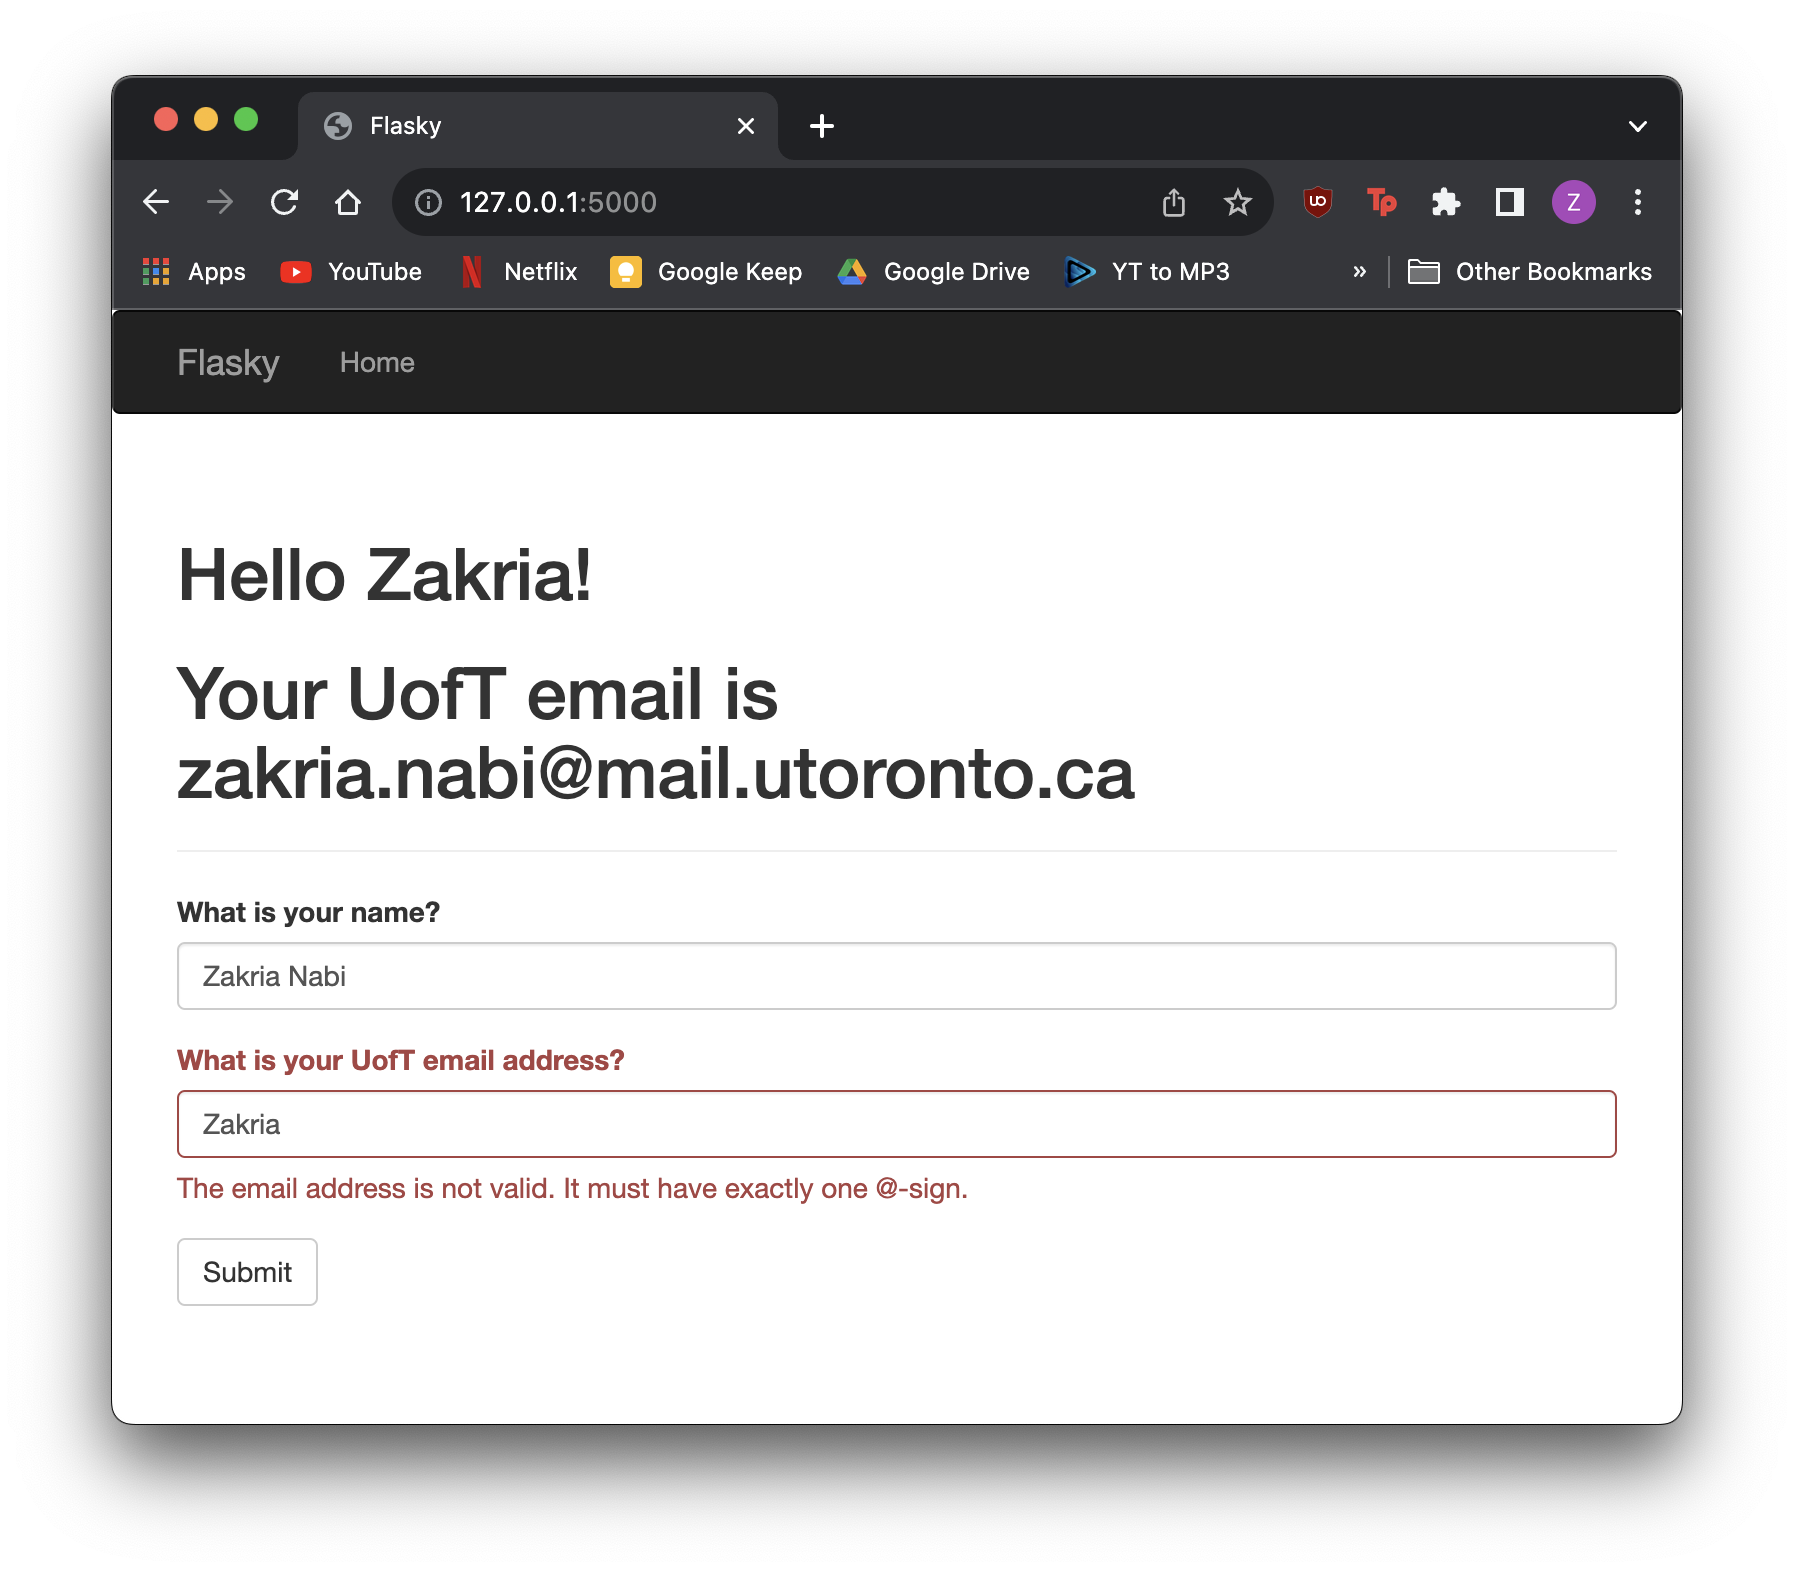 Flasky
127.0.0.1:5000
UO Tp Z
Apps YouTube Netflix Google Keep Google Drive YT to MP3 » Other Bookmarks
Flasky Home
Hello Zakria!
Your UofT email is
zakria.nabi@mail.utoronto.ca
What is your name?
Zakria Nabi
What is your UofT email address?
Zakria
The email address is not valid. It must have exactly one @-sign.
Submit